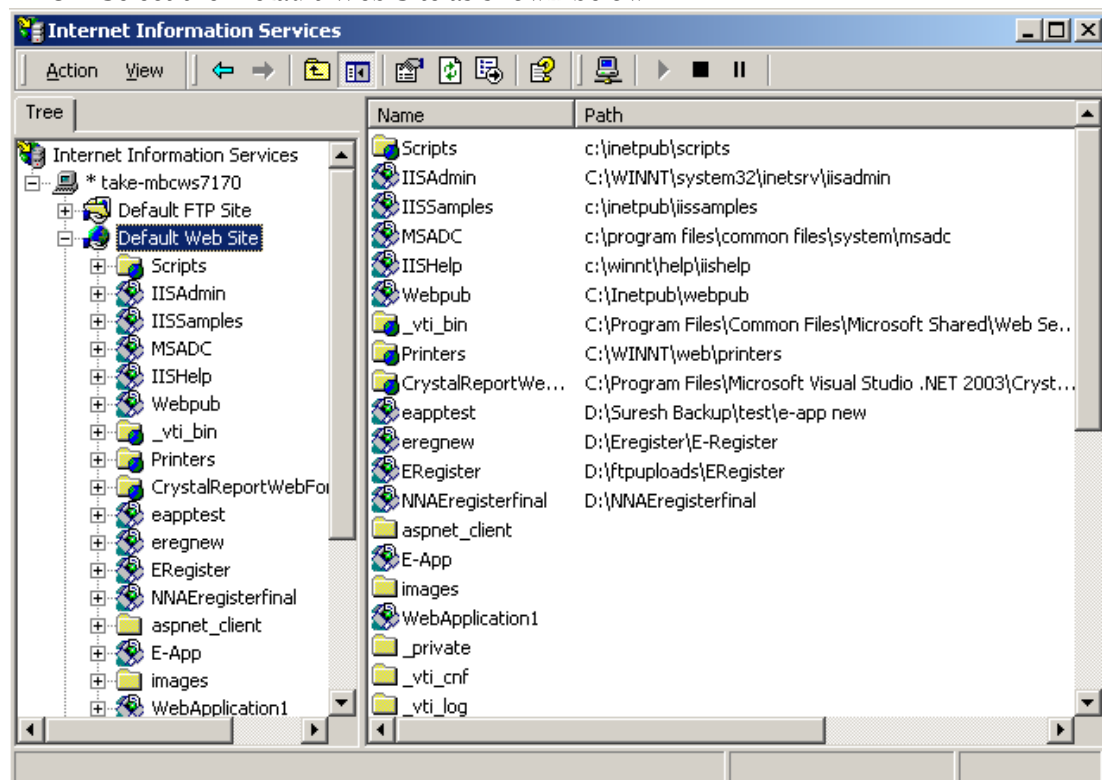 Internet Information Services
Action View
Tree
Name Path
Internet Information Services
* take-mbcws7170
Default FTP Site
Default Web Site
Scripts
IISAdmin
IISSamples
MSADC
IISHelp
Webpub
_vti_bin
Printers
CrystalReportWebFo
eapptest
eregnew
ERegister
NNAEregisterfinal
aspnet_client
E-App
images
WebApplication1
Scripts c:\inetpub\scripts
IISAdmin C:\WINNT\system32\inetsrv\iisadmin
IISSamples c:\inetpub\iissamples
MSADC c:\program files\common files\system\msadc
IISHelp c:\winnt\help\iishelp
Webpub C:\Inetpub\webpub
_vti_bin C:\Program Files\Common Files\Microsoft Shared\Web Se..
Printers C:\WINNT\web\printers
CrystalReportWe... C:\Program Files\Microsoft Visual Studio .NET 2003\Cryst...
eapptest D:\Suresh Backup\test\e-app new
eregnew D:\Eregister\E-Register
ERegister D:\ftpuploads\ERegister
NNAEregisterfinal D:\NNAEregisterfinal
aspnet_client
E-App
images
WebApplication1
_private
_vti_cnf
_vti_log